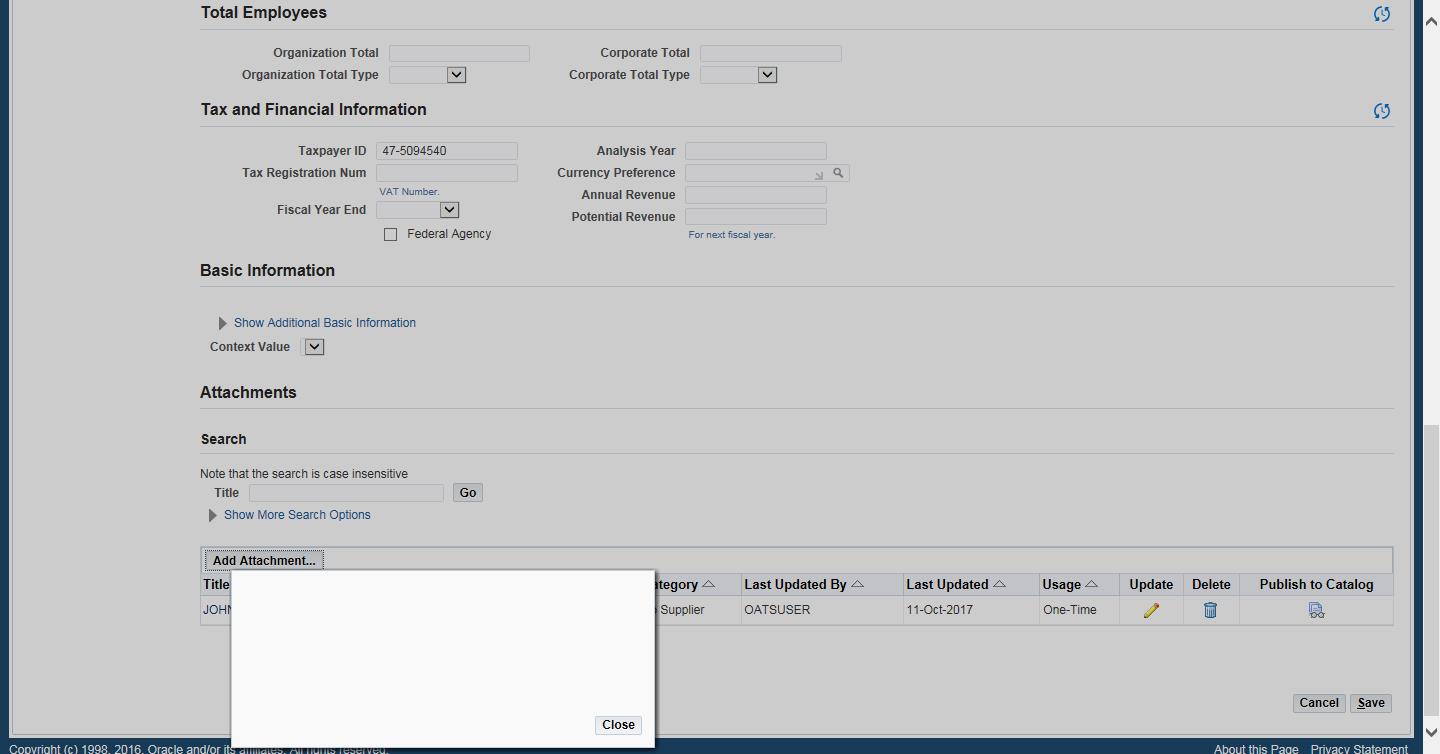 Total Employees
Organization Total
Corporate Total
Organization Total Type
Corporate Total Type
Tax and Financial Information
Taxpayer ID 47-5094540
Analysis Year
Tax Registration Num
Currency Preference
VAT Number.
Annual Revenue
Fiscal Year End
Potential Revenue
Federal Agency
For next fiscal year.
Basic Information
Show Additional Basic Information
Context Value
Attachments
Search
Note that the search is case insensitive
Title Go
Show More Search Options
Add Attachment...
Title Last Updated By Last Updated Usage Update Delete Publish to Catalog
Supplier OATSUSER 11-Oct-2017 One-Time
Close
Cancel Save
Copyright (c) 1998, 2016, Oracle and/or its affiliates. All rights reserved.
About this Page Privacy Statement